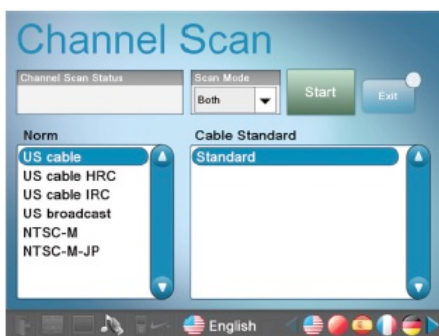 Channel Scan
Channel Scan Status
Scan Mode
Both
Start
Exit
Norm
US cable
US cable HRC
US cable IRC
US broadcast
NTSC-M
NTSC-M-JP
Cable Standard
Standard
English